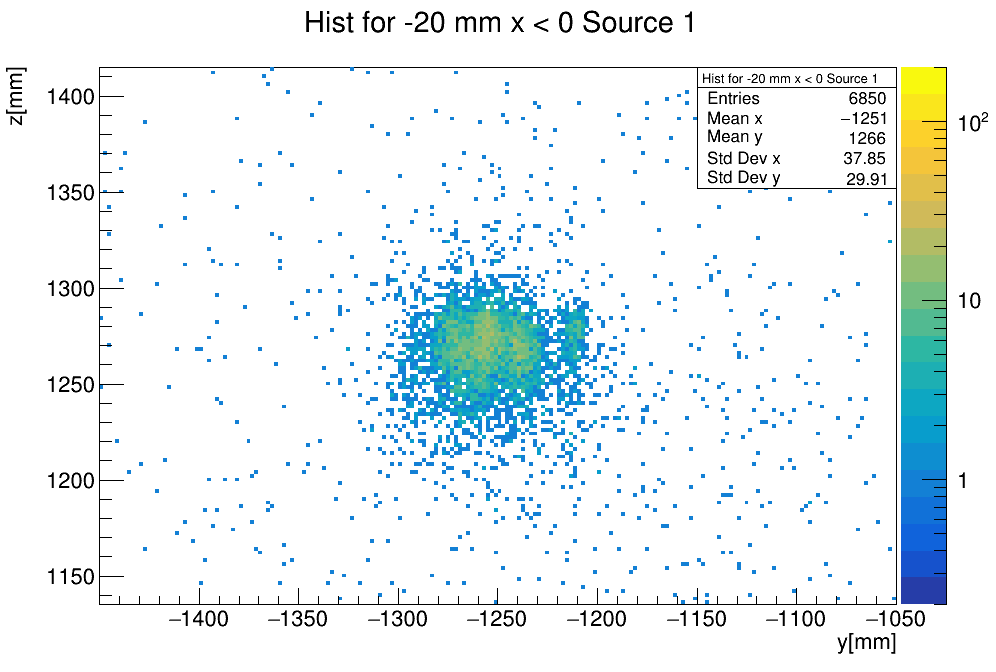 Hist for -20 mm x < 0 Source 1
z[mm]
Hist for -20 mm x < 0 Source 1
Entries 6850
Mean x −1251
Mean y 1266
Std Dev x 37.85
Std Dev y 29.91
1400
1350
1300
1250
1200
1150
10²
10
1
−1400 −1350 −1300 −1250 −1200 −1150 −1100 −1050
y[mm]